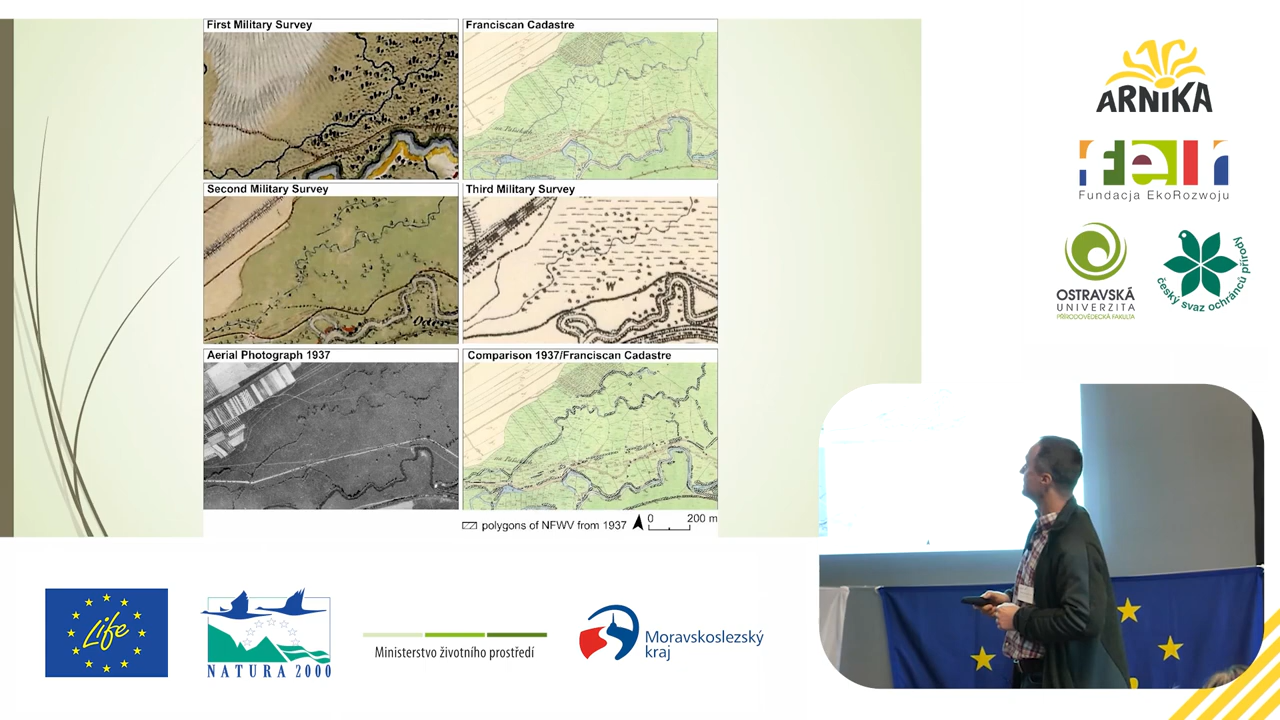 First Military Survey
Franciscan Cadastre
Second Military Survey
Third Military Survey
W
Oder
Aerial Photograph 1937
Comparison 1937/Franciscan Cadastre
polygons of NFWV from 1937
0 200 m
ARNIKA
feri
Fundacja EkoRozwoju
OSTRAVSKÁ
UNIVERZITA
PŘÍRODOVĚDECKÁ FAKULTA
český svaz ochránců přírody
Life
NATURA 2000
Ministerstvo životního prostředí
Moravskoslezský
kraj